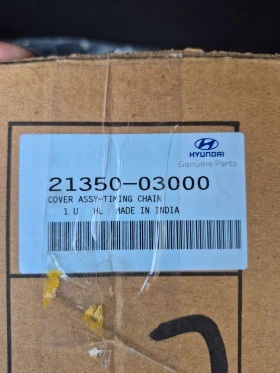 HYUNDAI
Genuine Parts
21350-03000
COVER ASSY-TIMING CHAIN
1 U HL MADE IN INDIA